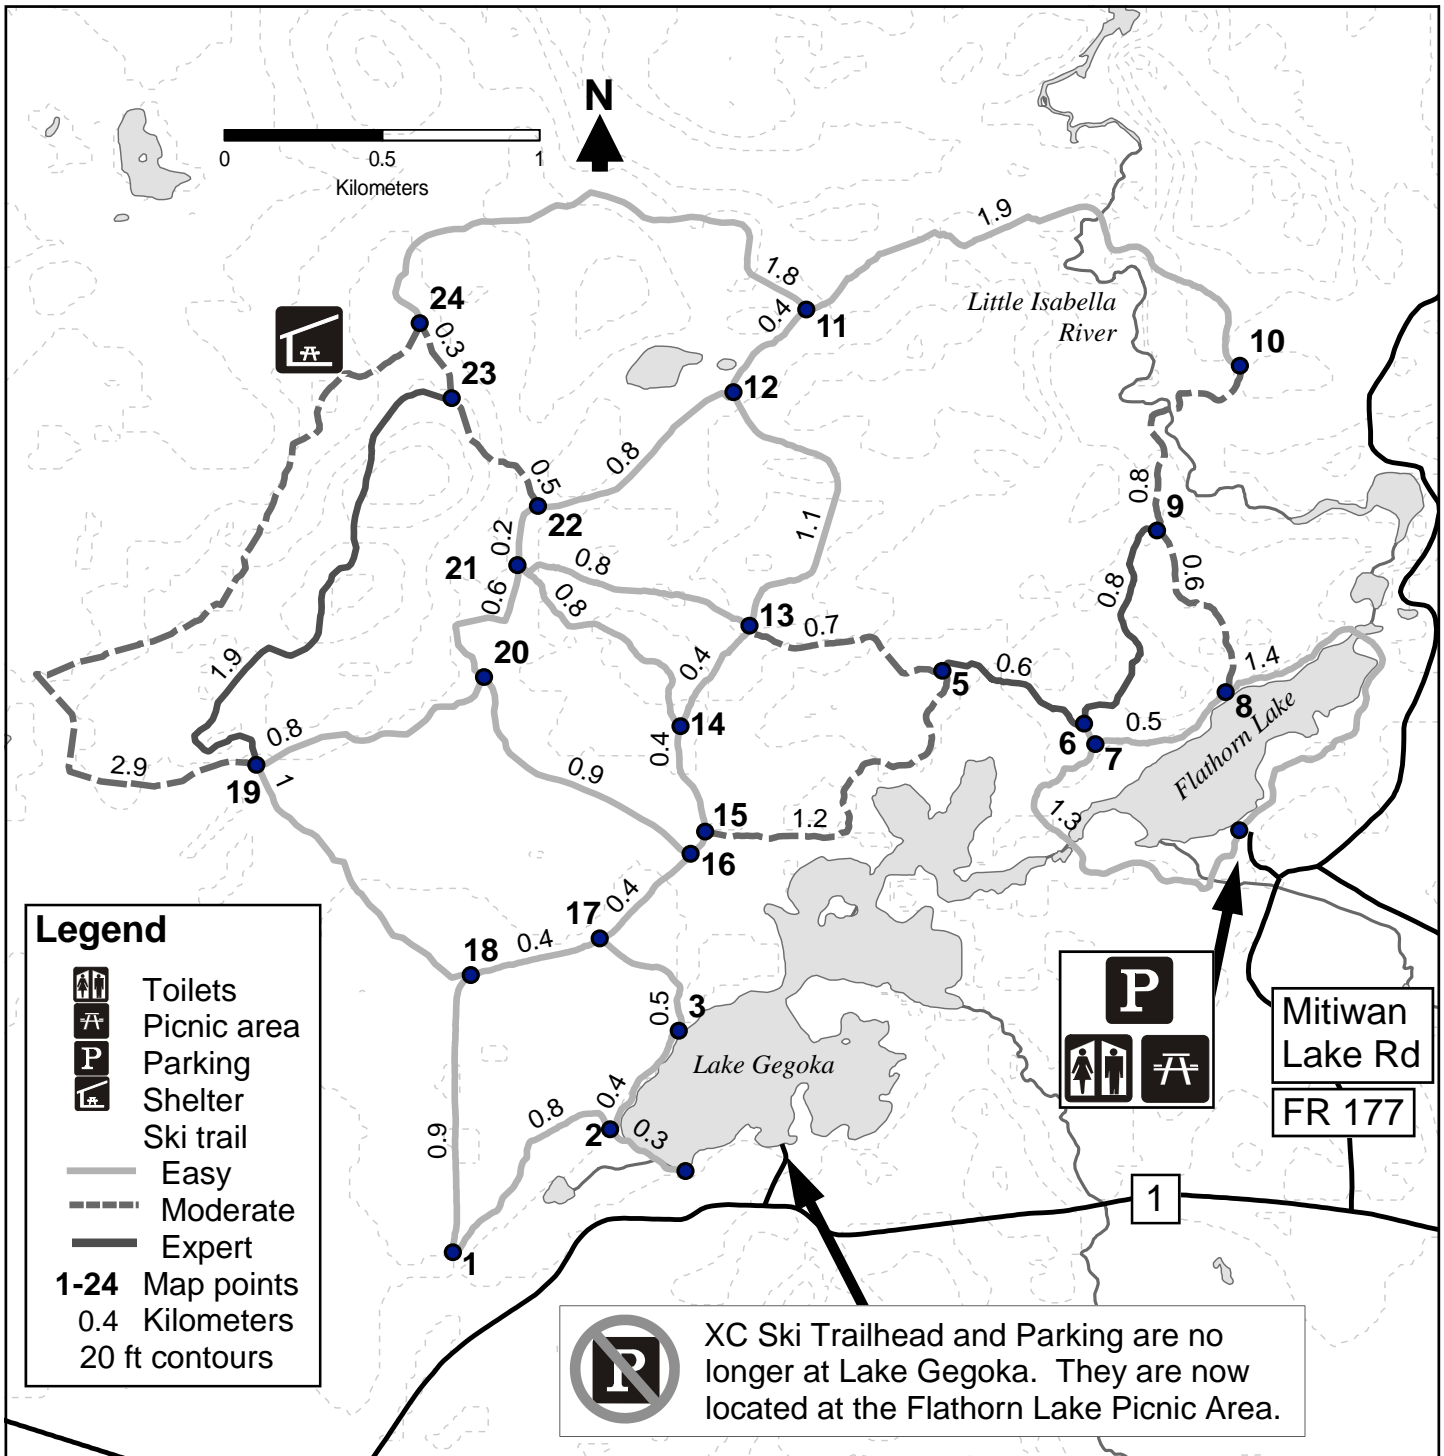 N
0 0.5 1
Kilometers
1.9
1.8
24
0.4
11
Little Isabella
River
0.3
10
23
12
0.8
0.5
0.8
22
1.1
9
0.2
21
0.8
0.6
0.8
0.8
0.6
13
0.7
20
0.4
0.6
5
1.4
1.9
8
14
0.5
6
7
Flathorn Lake
0.8
0.4
2.9
19
1
0.9
1.3
15
1.2
16
0.4
17
18
0.4
0.5
3
Lake Gegoka
0.4
0.8
2
0.3
0.9
1
Legend
Toilets
Picnic area
P Parking
Shelter
Ski trail
Easy
Moderate
Expert
1-24 Map points
0.4 Kilometers
20 ft contours
P
Mitiwan
Lake Rd
FR 177
1
P
XC Ski Trailhead and Parking are no
longer at Lake Gegoka. They are now
located at the Flathorn Lake Picnic Area.